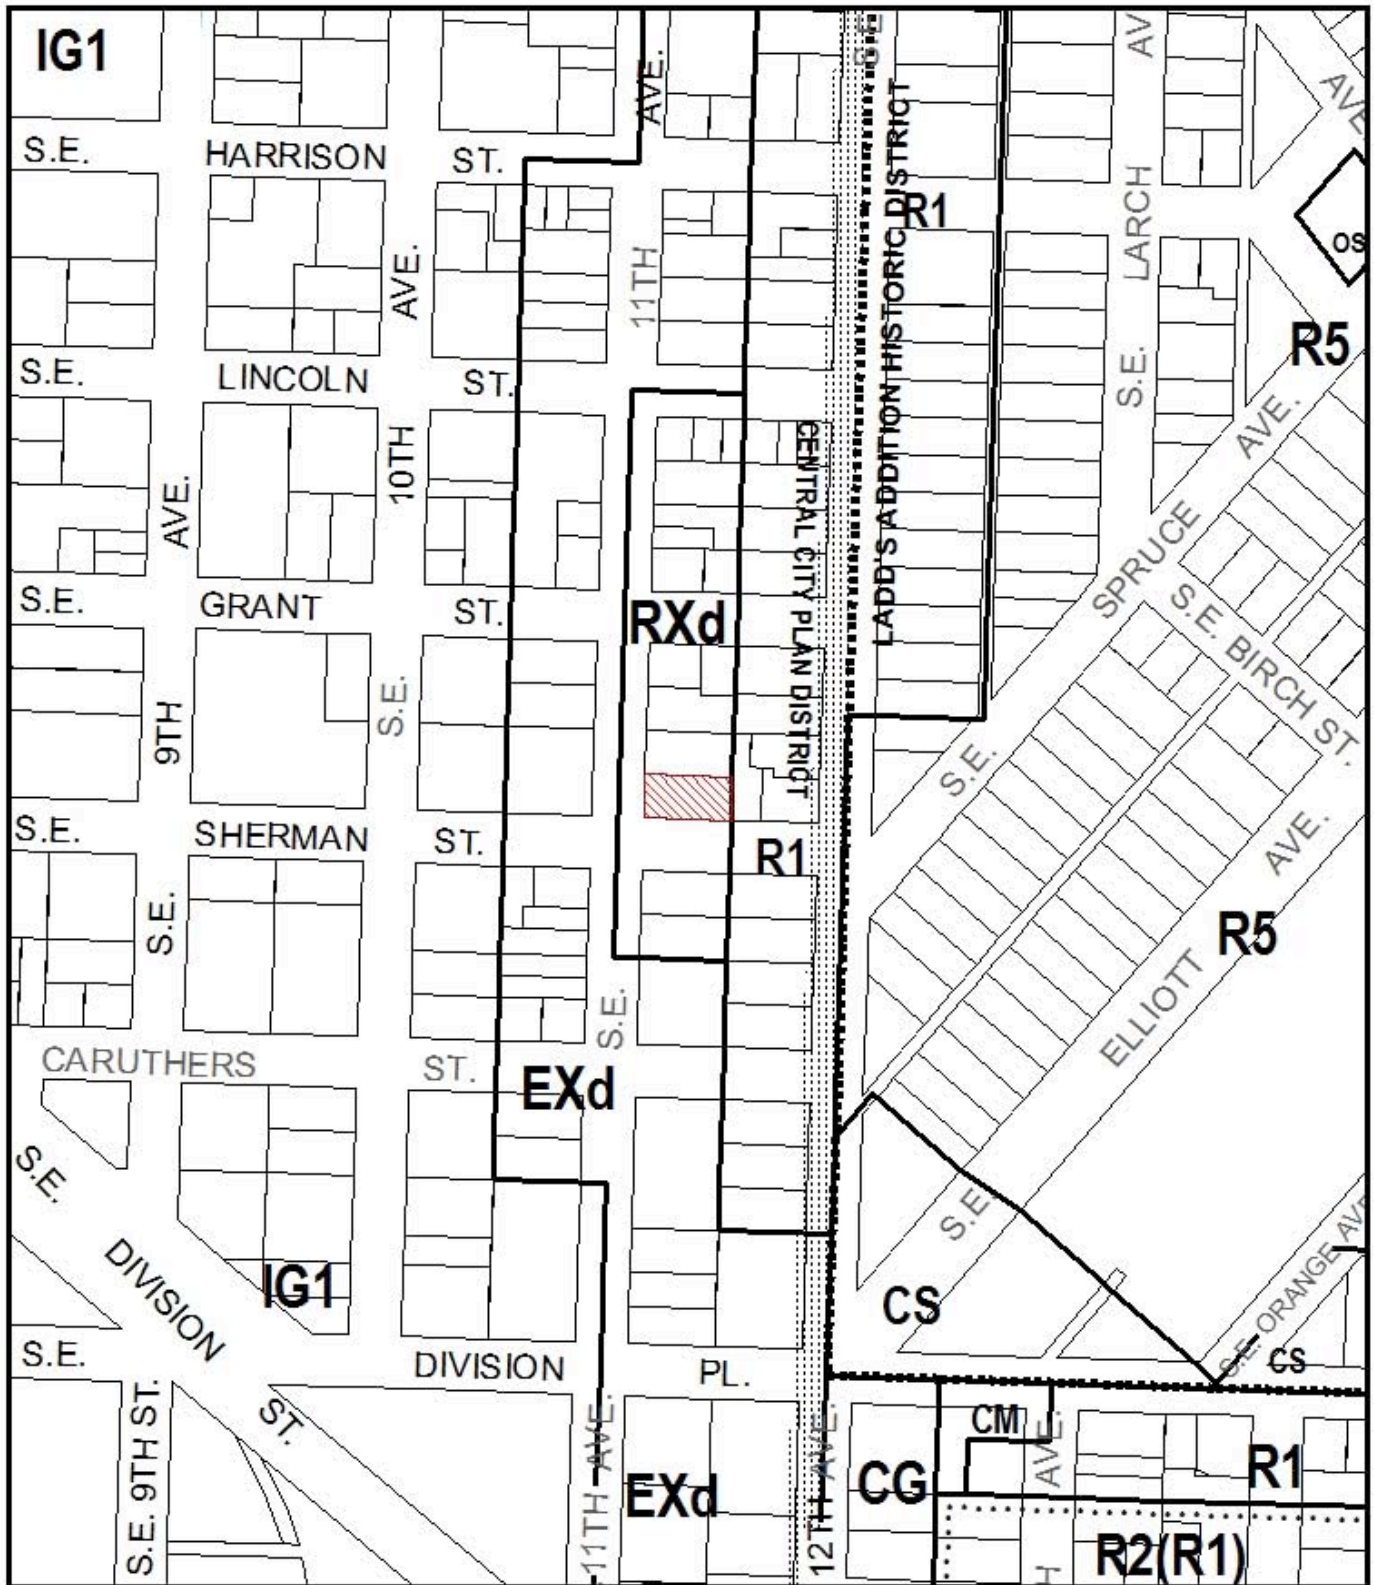 IG1
AVE.
S.E.
AV
AVE.
S.E.
HARRISON
ST.
LADD'S ADDITION HISTORIC DISTRICT
R1
LARCH
S.E.
OS
AVE.
11TH
R5
S.E.
LINCOLN
ST.
AVE.
10TH
CENTRAL CITY PLAN DISTRICT
AVE.
SPRUCE
S.E.
S.E.
GRANT
ST.
RXd
S.E. BIRCH ST.
9TH
S.E.
AVE.
S.E.
SHERMAN
ST.
R1
S.E.
R5
ELLIOTT
S.E.
S.E.
CARUTHERS
ST.
EXd
S.E.
DIVISION
ST.
IG1
CS
S.E. ORANGE AVE
CS
S.E.
DIVISION
PL.
S.E. 9TH ST.
11TH AVE.
EXd
12TH AVE.
CG
CM
AVE.
H
R1
R2(R1)